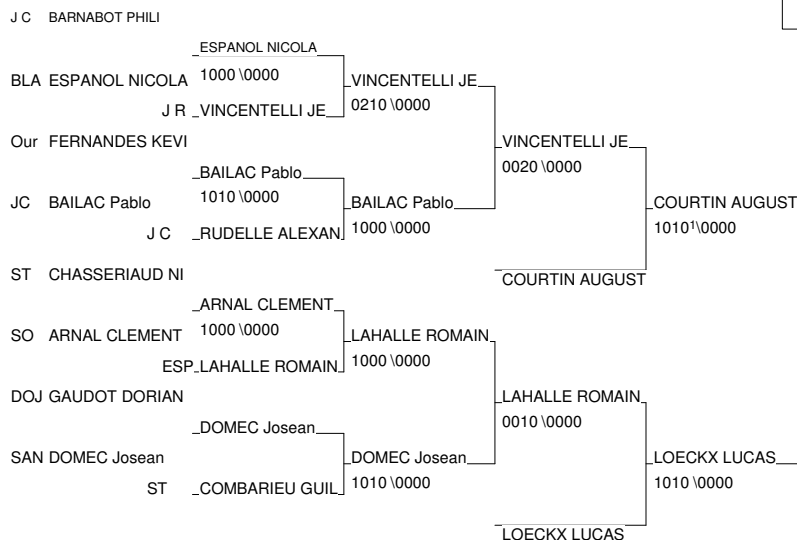 J C BARNABOT PHILI
ESPANOL NICOLA
BLA ESPANOL NICOLA 1000 \0000 VINCENTELLI JE
J R VINCENTELLI JE 0210 \0000
Our FERNANDES KEVI VINCENTELLI JE
BAILAC Pablo 0020 \0000
JC BAILAC Pablo 1010 \0000 BAILAC Pablo COURTIN AUGUST
J C RUDELLE ALEXAN 1000 \0000 1010¹\0000
ST CHASSERIAUD NI COURTIN AUGUST
ARNAL CLEMENT
SO ARNAL CLEMENT 1000 \0000 LAHALLE ROMAIN
ESP LAHALLE ROMAIN 1000 \0000
DOJ GAUDOT DORIAN LAHALLE ROMAIN
DOMEC Josean 0010 \0000
SAN DOMEC Josean DOMEC Josean LOECKX LUCAS
ST COMBARIEU GUIL 1010 \0000 1010 \0000
LOECKX LUCAS